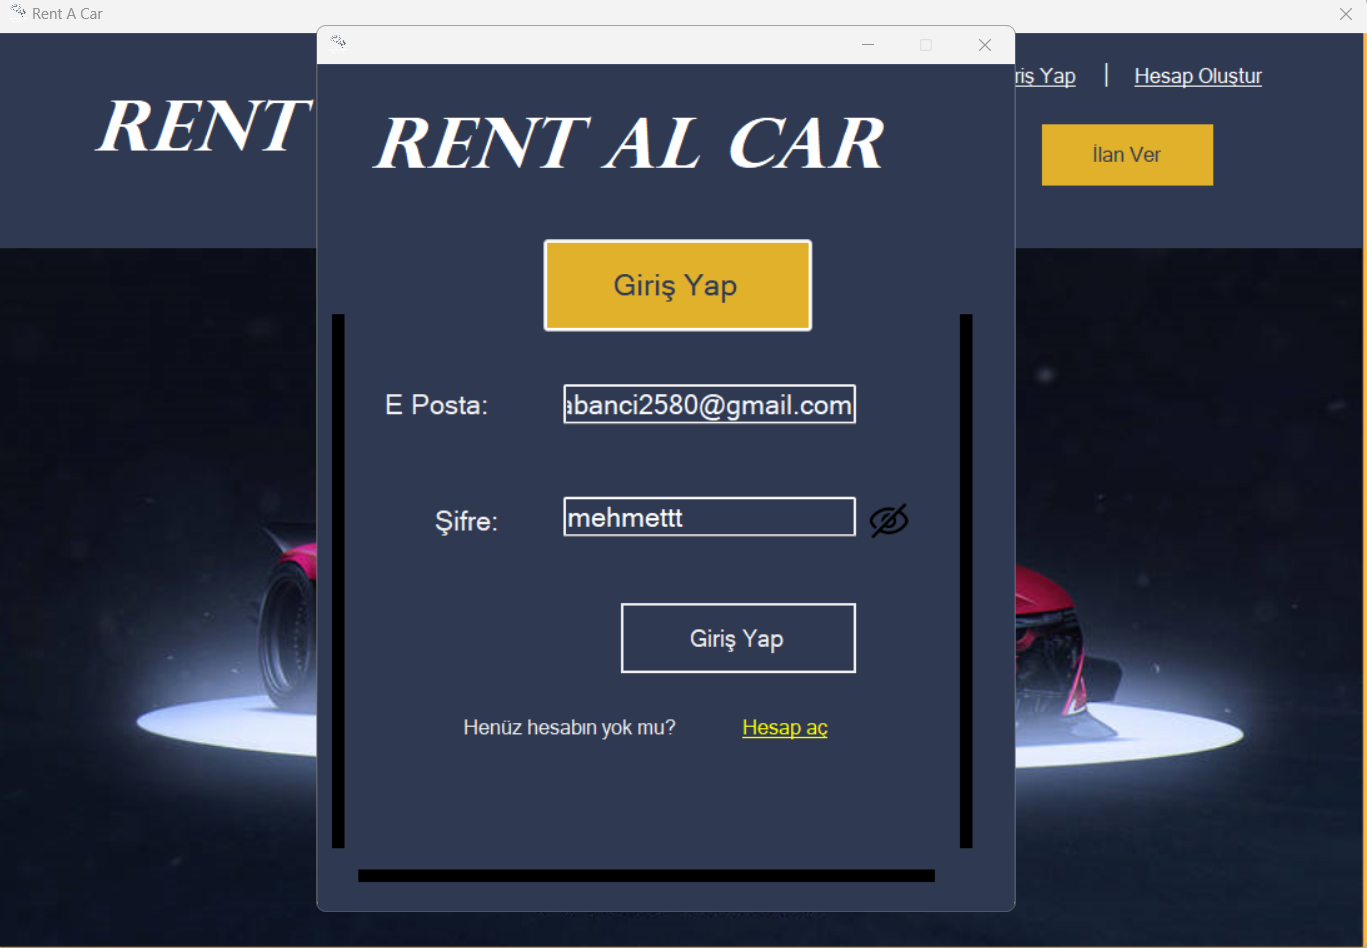 Rent A Car
RENT
Hesap Oluştur
İlan Ver
RENT AL CAR
Giriş Yap
E Posta:
abanci2580@gmail.com
Şifre:
mehmettt
Giriş Yap
Henüz hesabın yok mu? Hesap aç
riş Yap |